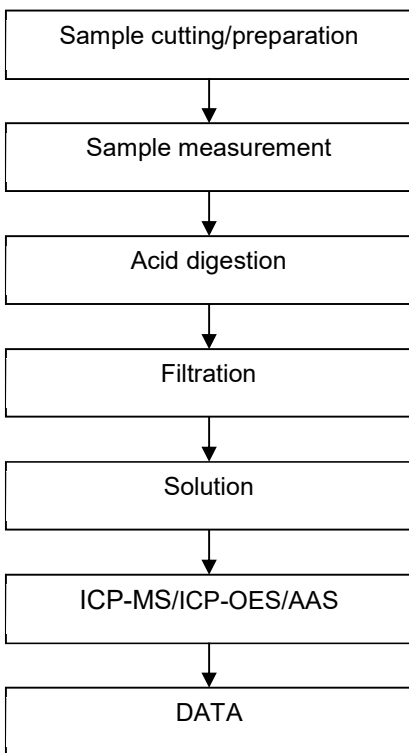 Sample cutting/preparation
Sample measurement
Acid digestion
Filtration
Solution
ICP-MS/ICP-OES/AAS
DATA